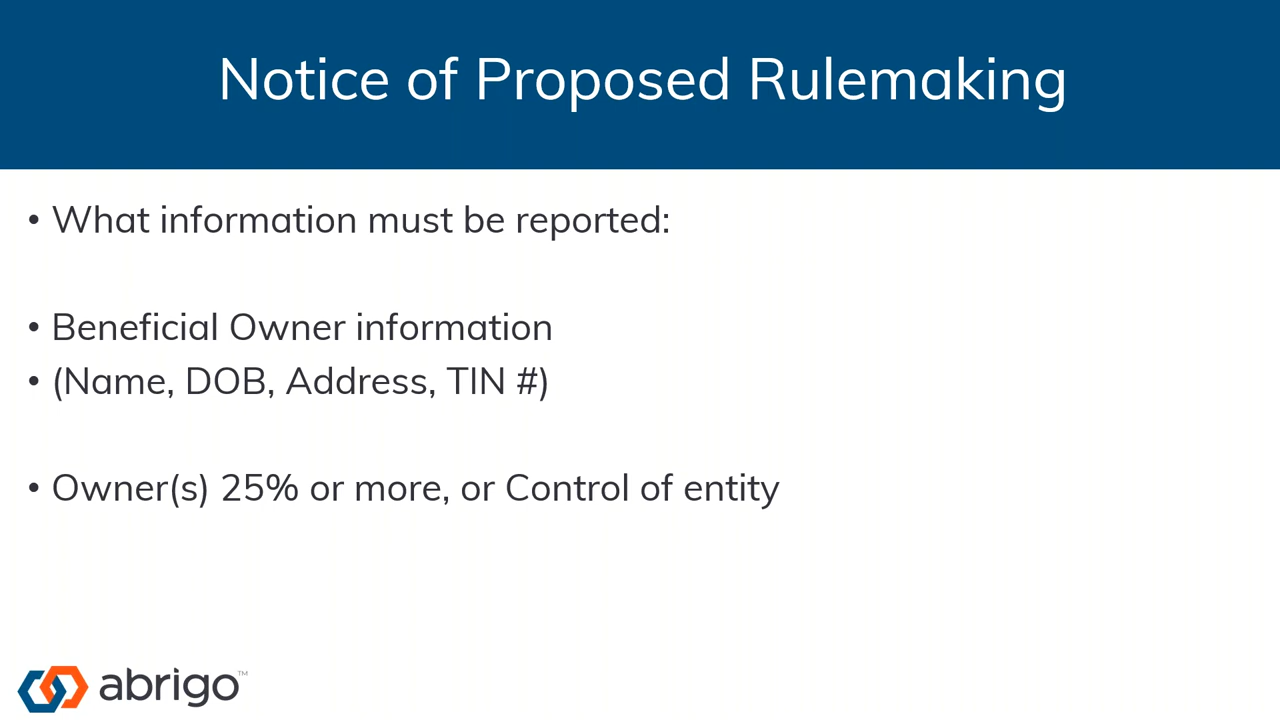 Notice of Proposed Rulemaking
• What information must be reported:
• Beneficial Owner information
• (Name, DOB, Address, TIN #)
• Owner(s) 25% or more, or Control of entity
abrigo™